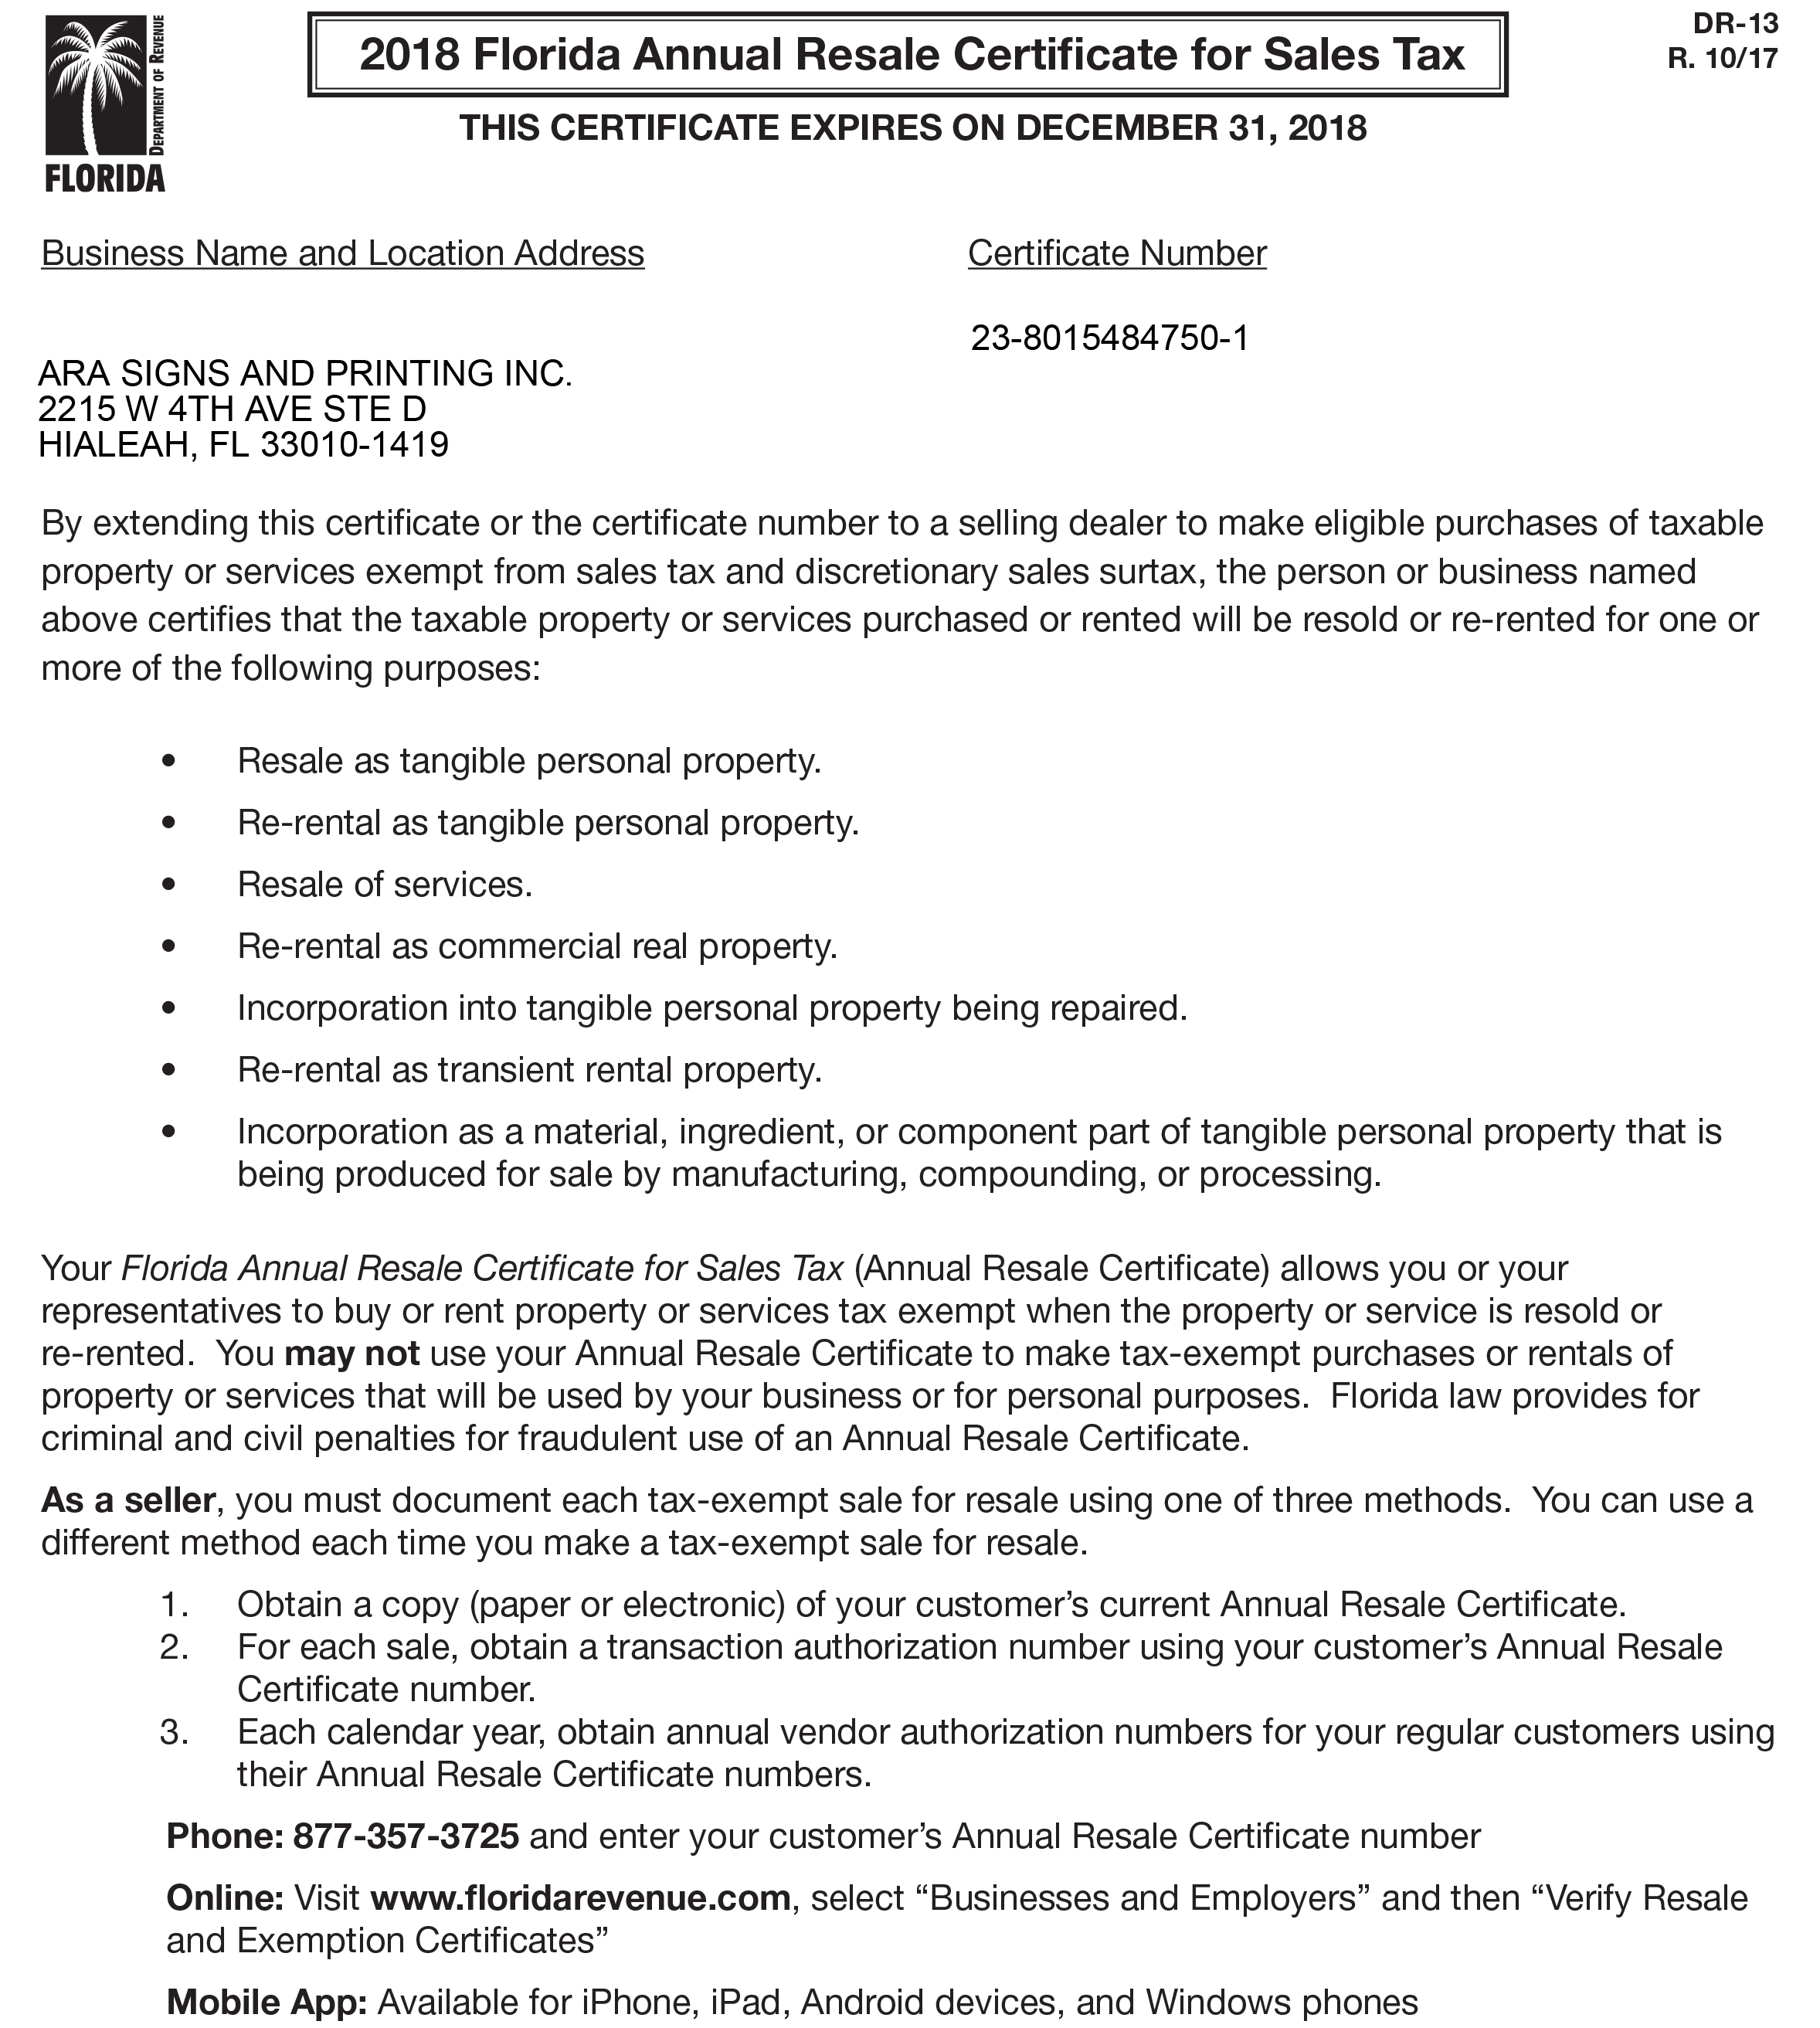 DEPARTMENT OF REVENUE
FLORIDA
2018 Florida Annual Resale Certificate for Sales Tax
DR-13
R. 10/17
THIS CERTIFICATE EXPIRES ON DECEMBER 31, 2018
Business Name and Location Address
Certificate Number
23-8015484750-1
ARA SIGNS AND PRINTING INC.
2215 W 4TH AVE STE D
HIALEAH, FL 33010-1419
By extending this certificate or the certificate number to a selling dealer to make eligible purchases of taxable
property or services exempt from sales tax and discretionary sales surtax, the person or business named
above certifies that the taxable property or services purchased or rented will be resold or re-rented for one or
more of the following purposes:
• Resale as tangible personal property.
• Re-rental as tangible personal property.
• Resale of services.
• Re-rental as commercial real property.
• Incorporation into tangible personal property being repaired.
• Re-rental as transient rental property.
• Incorporation as a material, ingredient, or component part of tangible personal property that is
being produced for sale by manufacturing, compounding, or processing.
Your Florida Annual Resale Certificate for Sales Tax (Annual Resale Certificate) allows you or your
representatives to buy or rent property or services tax exempt when the property or service is resold or
re-rented.  You may not use your Annual Resale Certificate to make tax-exempt purchases or rentals of
property or services that will be used by your business or for personal purposes.  Florida law provides for
criminal and civil penalties for fraudulent use of an Annual Resale Certificate.
As a seller, you must document each tax-exempt sale for resale using one of three methods.  You can use a
different method each time you make a tax-exempt sale for resale.
1. Obtain a copy (paper or electronic) of your customer’s current Annual Resale Certificate.
2. For each sale, obtain a transaction authorization number using your customer’s Annual Resale
Certificate number.
3. Each calendar year, obtain annual vendor authorization numbers for your regular customers using
their Annual Resale Certificate numbers.
Phone: 877-357-3725 and enter your customer’s Annual Resale Certificate number
Online: Visit www.floridarevenue.com, select “Businesses and Employers” and then “Verify Resale
and Exemption Certificates”
Mobile App: Available for iPhone, iPad, Android devices, and Windows phones